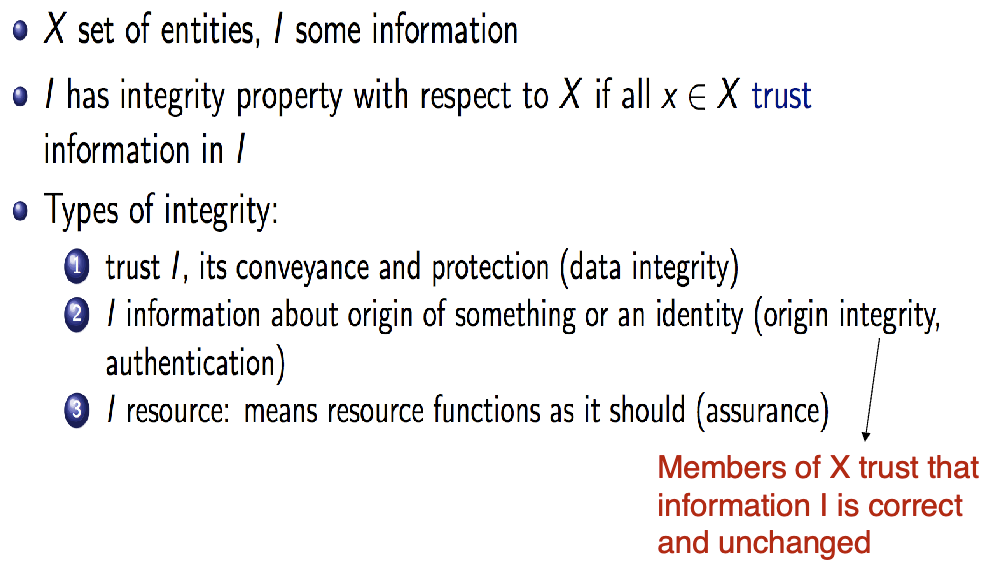 X set of entities, I some information
I has integrity property with respect to X if all x ∈ X trust
information in I
Types of integrity:
1 trust I, its conveyance and protection (data integrity)
2 I information about origin of something or an identity (origin integrity,
authentication)
3 I resource: means resource functions as it should (assurance)
Members of X trust that
information I is correct
and unchanged